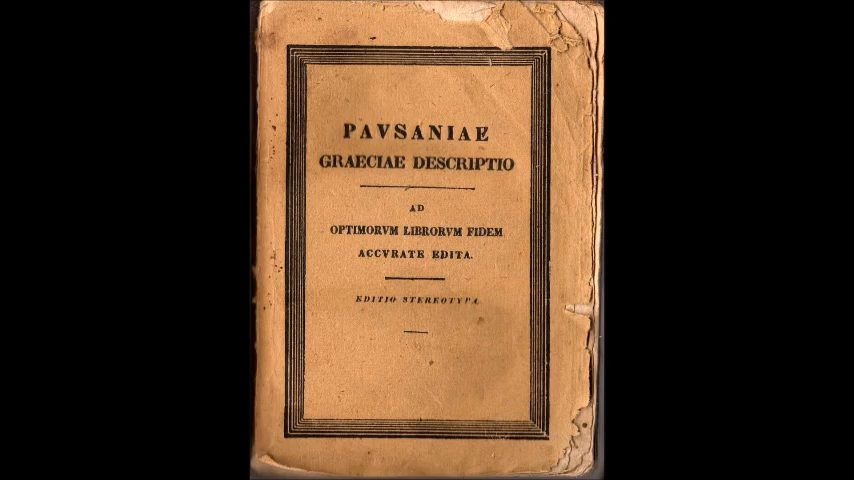 PAVSANIAE
GRAECIAE DESCRIPTIO
AD
OPTIMORVM LIBRORVM FIDEM
ACCVRATE EDITA.
EDITIO STEREOTYPA